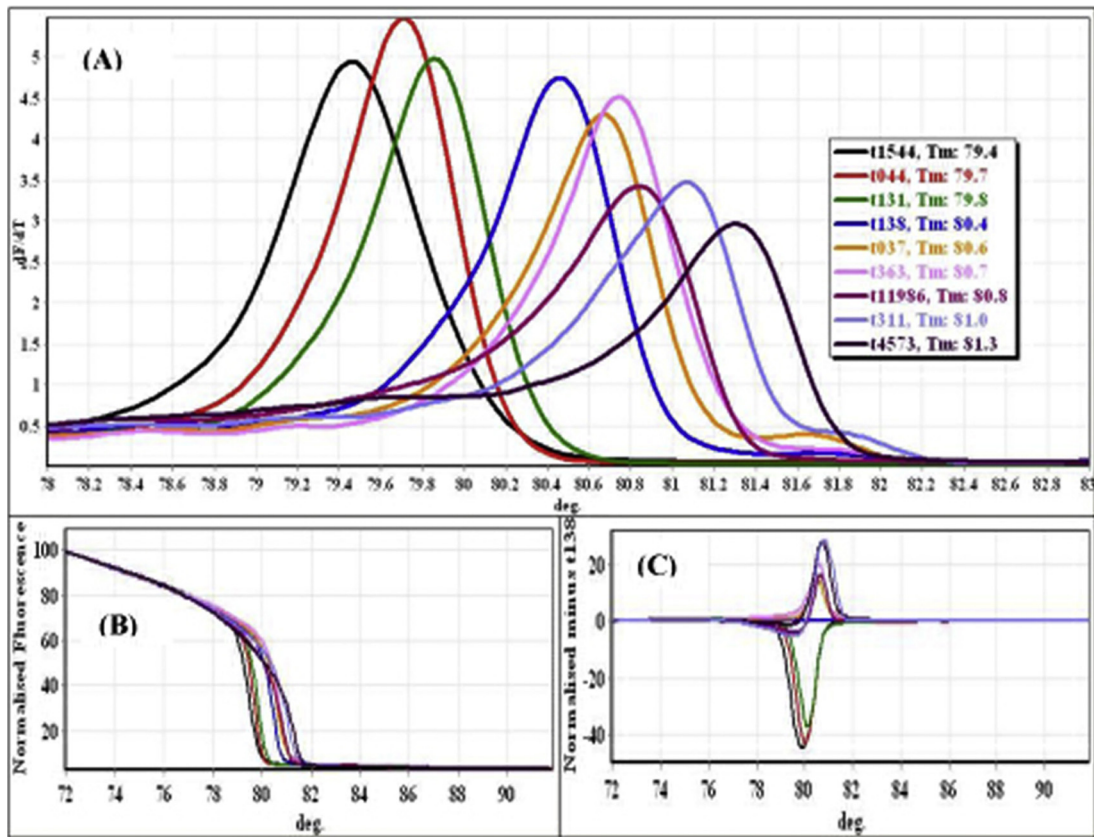 (A)
5
4.5
4
3.5
3
2.5
2
1.5
1
0.5
dF/dT
t1544, Tm: 79.4
t044, Tm: 79.7
t131, Tm: 79.8
t138, Tm: 80.4
t037, Tm: 80.6
t363, Tm: 80.7
t11986, Tm: 80.8
t311, Tm: 81.0
t4573, Tm: 81.3
78 78.2 78.4 78.6 78.8 79 79.2 79.4 79.6 79.8 80 80.2 80.4 80.6 80.8 81 81.2 81.4 81.6 81.8 82 82.2 82.4 82.6 82.8 83
deg.
(B)
Normalised Fluorescence
100
80
60
40
20
72 74 76 78 80 82 84 86 88 90
deg.
(C)
Normalised minus t138
20
0
-20
-40
72 74 76 78 80 82 84 86 88 90
deg.